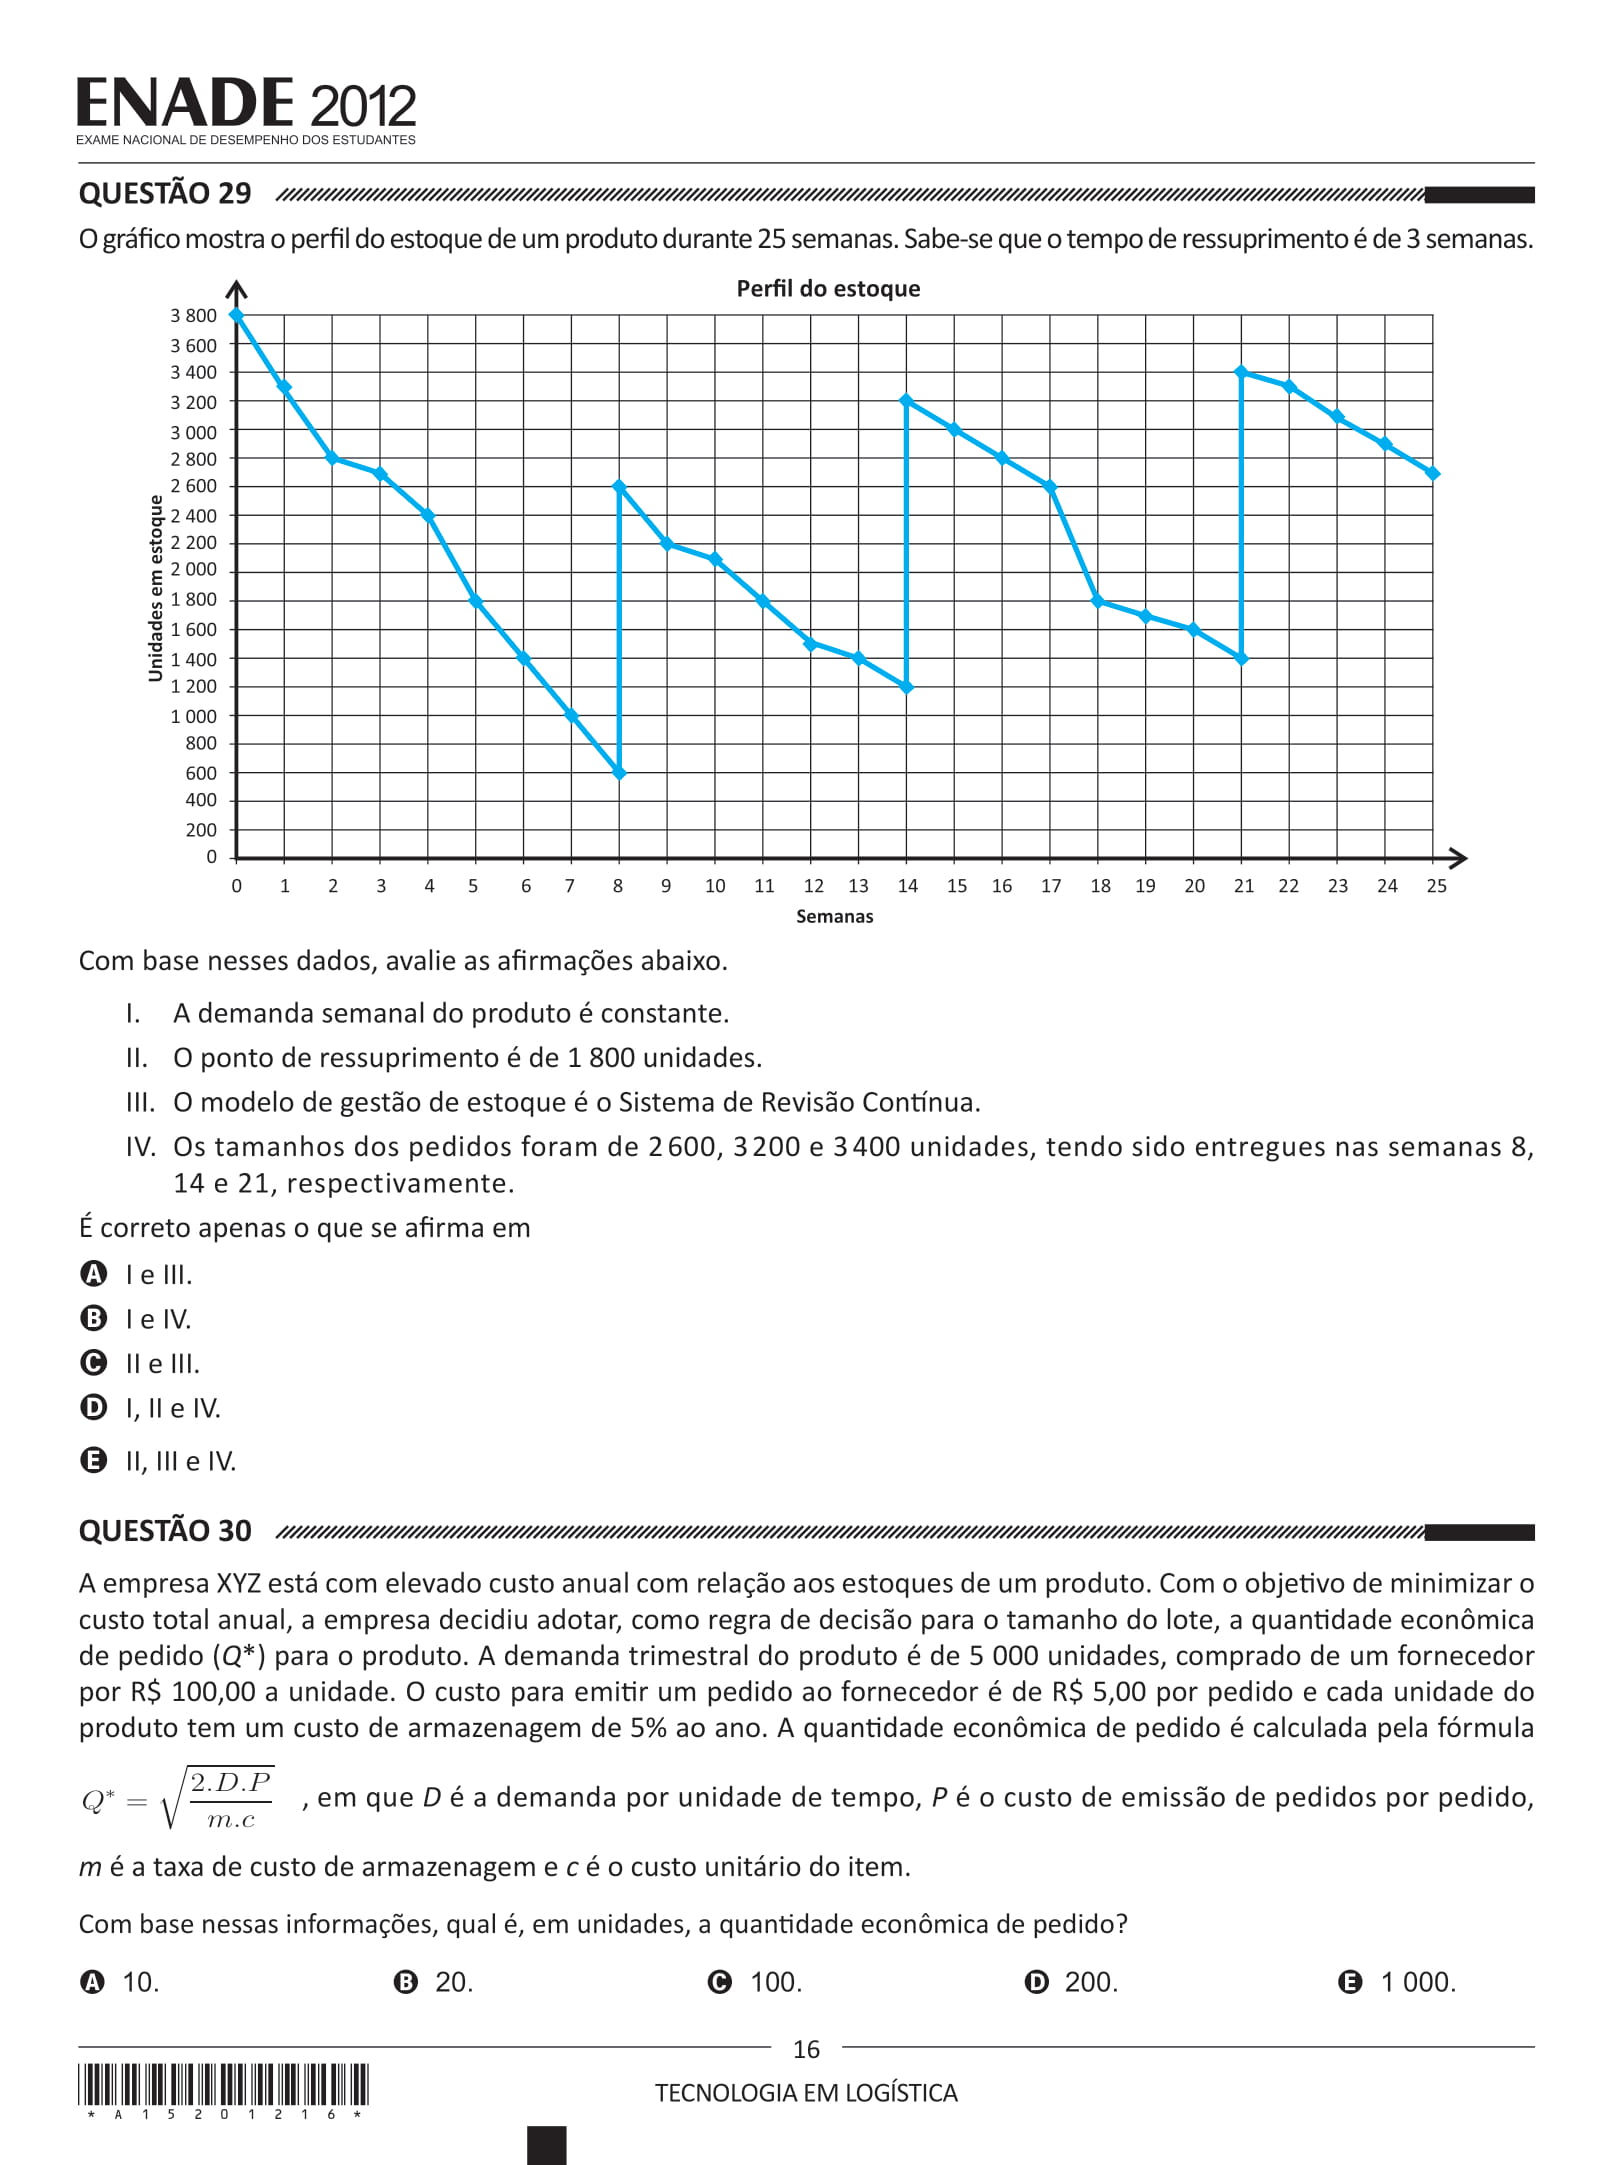 ENADE 2012
EXAME NACIONAL DE DESEMPENHO DOS ESTUDANTES
QUESTÃO 29
O gráfico mostra o perfil do estoque de um produto durante 25 semanas. Sabe-se que o tempo de ressuprimento é de 3 semanas.
Perfil do estoque
Unidades em estoque
3 800
3 600
3 400
3 200
3 000
2 800
2 600
2 400
2 200
2 000
1 800
1 600
1 400
1 200
1 000
800
600
400
200
0
0 1 2 3 4 5 6 7 8 9 10 11 12 13 14 15 16 17 18 19 20 21 22 23 24 25
Semanas
Com base nesses dados, avalie as afirmações abaixo.
I. A demanda semanal do produto é constante.
II. O ponto de ressuprimento é de 1 800 unidades.
III. O modelo de gestão de estoque é o Sistema de Revisão Contínua.
IV. Os tamanhos dos pedidos foram de 2 600, 3 200 e 3 400 unidades, tendo sido entregues nas semanas 8,
14 e 21, respectivamente.
É correto apenas o que se afirma em
A I e III.
B I e IV.
C II e III.
D I, II e IV.
E II, III e IV.
QUESTÃO 30
A empresa XYZ está com elevado custo anual com relação aos estoques de um produto. Com o objetivo de minimizar o
custo total anual, a empresa decidiu adotar, como regra de decisão para o tamanho do lote, a quantidade econômica
de pedido (Q*) para o produto. A demanda trimestral do produto é de 5 000 unidades, comprado de um fornecedor
por R$ 100,00 a unidade. O custo para emitir um pedido ao fornecedor é de R$ 5,00 por pedido e cada unidade do
produto tem um custo de armazenagem de 5% ao ano. A quantidade econômica de pedido é calculada pela fórmula
Q* = √(2.D.P / m.c) , em que D é a demanda por unidade de tempo, P é o custo de emissão de pedidos por pedido,
m é a taxa de custo de armazenagem e c é o custo unitário do item.
Com base nessas informações, qual é, em unidades, a quantidade econômica de pedido?
A 10. B 20. C 100. D 200. E 1 000.
16
TECNOLOGIA EM LOGÍSTICA
* A 1 5 2 0 1 2 1 6 *